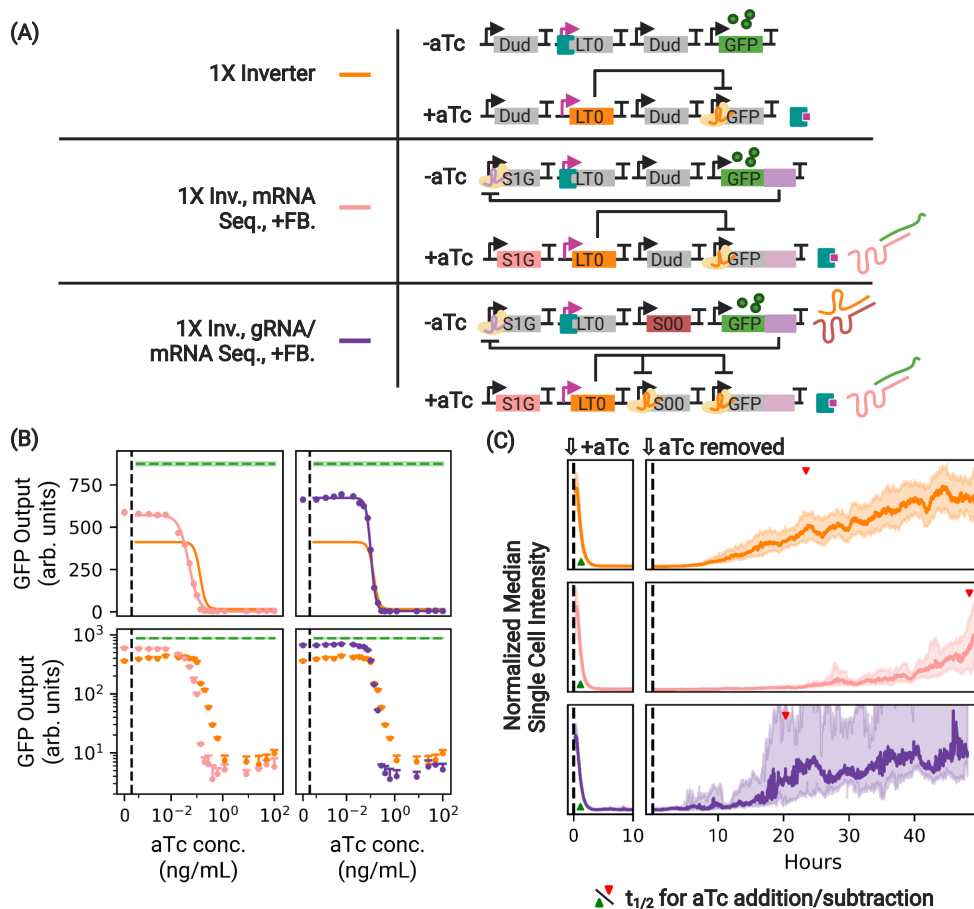 (A)
-aTc
Dud
LT0
Dud
GFP
1X Inverter
+aTc
Dud
LT0
Dud
GFP
-aTc
S1G
LT0
Dud
GFP
1X Inv., mRNA
Seq., +FB.
+aTc
S1G
LT0
Dud
GFP
-aTc
S1G
LT0
S00
GFP
1X Inv., gRNA/
mRNA Seq., +FB.
+aTc
S1G
LT0
S00
GFP
(B)
GFP Output
(arb. units)
750
500
250
0
GFP Output
(arb. units)
10³
10²
10¹
0 10⁻² 10⁰ 10²
0 10⁻² 10⁰ 10²
aTc conc.
(ng/mL)
aTc conc.
(ng/mL)
(C)
+aTc
aTc removed
Normalized Median
Single Cell Intensity
0 10
10 20 30 40
Hours
t1/2 for aTc addition/subtraction